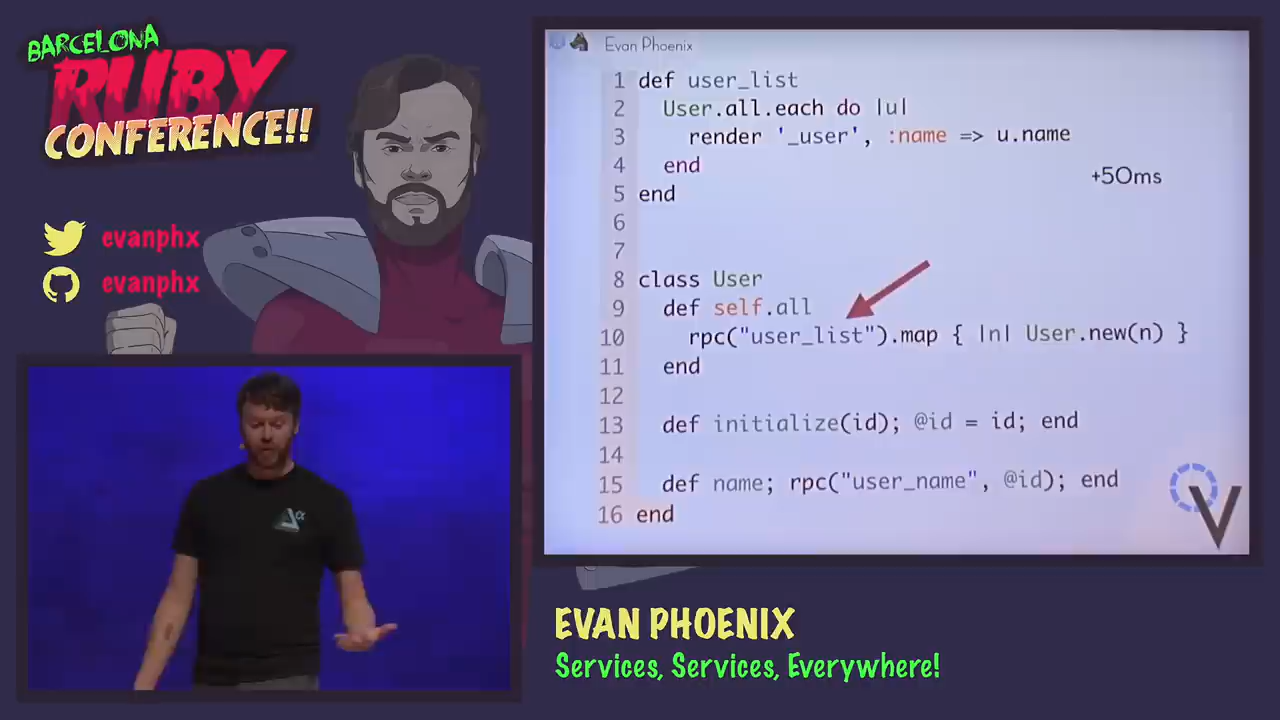 BARCELONA
RUBY
CONFERENCE!!
evanphx
evanphx
Evan Phoenix
1 def user_list
2 User.all.each do |u|
3 render '_user', :name => u.name
4 end
5 end
+50ms
6
7
8 class User
9 def self.all
10 rpc("user_list").map { |n| User.new(n) }
11 end
12
13 def initialize(id); @id = id; end
14
15 def name; rpc("user_name", @id); end
16 end
V
EVAN PHOENIX
Services, Services, Everywhere!